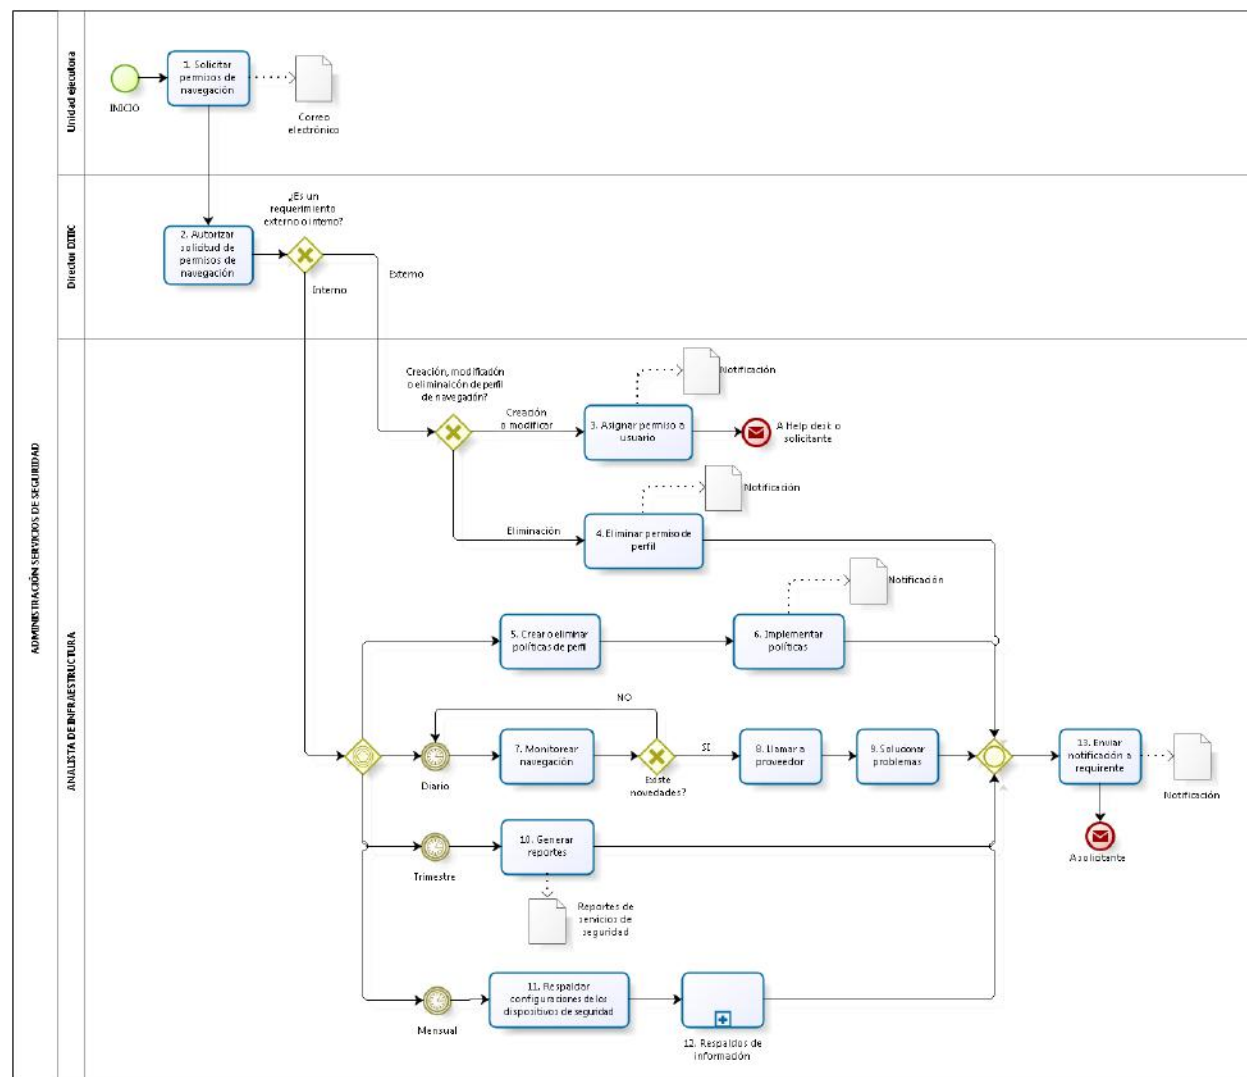 ADMINISTRACIÓN SERVICIOS DE SEGURIDAD
Unidad ejecutora
INICIO
1. Solicitar
permisos de
navegación
Correo
electrónico
Director DTIC
2. Autorizar
solicitud de
permisos de
navegación
¿Es un
requerimiento
externo o interno?
Externo
Interno
ANALISTA DE INFRAESTRUCTURA
Creación, modificación
o eliminaicón de perfil
de navegación?
Creación
o modificar
3. Asignar permiso a
usuario
Notificación
A Help desk o
solicitante
Eliminación
4. Eliminar permiso de
perfil
Notificación
5. Crear o eliminar
políticas de perfil
6. Implementar
políticas
Notificación
NO
Diario
7. Monitorear
navegación
Existe
novedades?
SI
8. Llamar a
proveedor
9. Solucionar
problemas
13. Enviar
notificación a
requirente
Notificación
A solicitante
Trimestre
10. Generar
reportes
Reportes de
servicios de
seguridad
Mensual
11. Respaldar
configuraciones de los
dispositivos de seguridad
12. Respaldos de
información